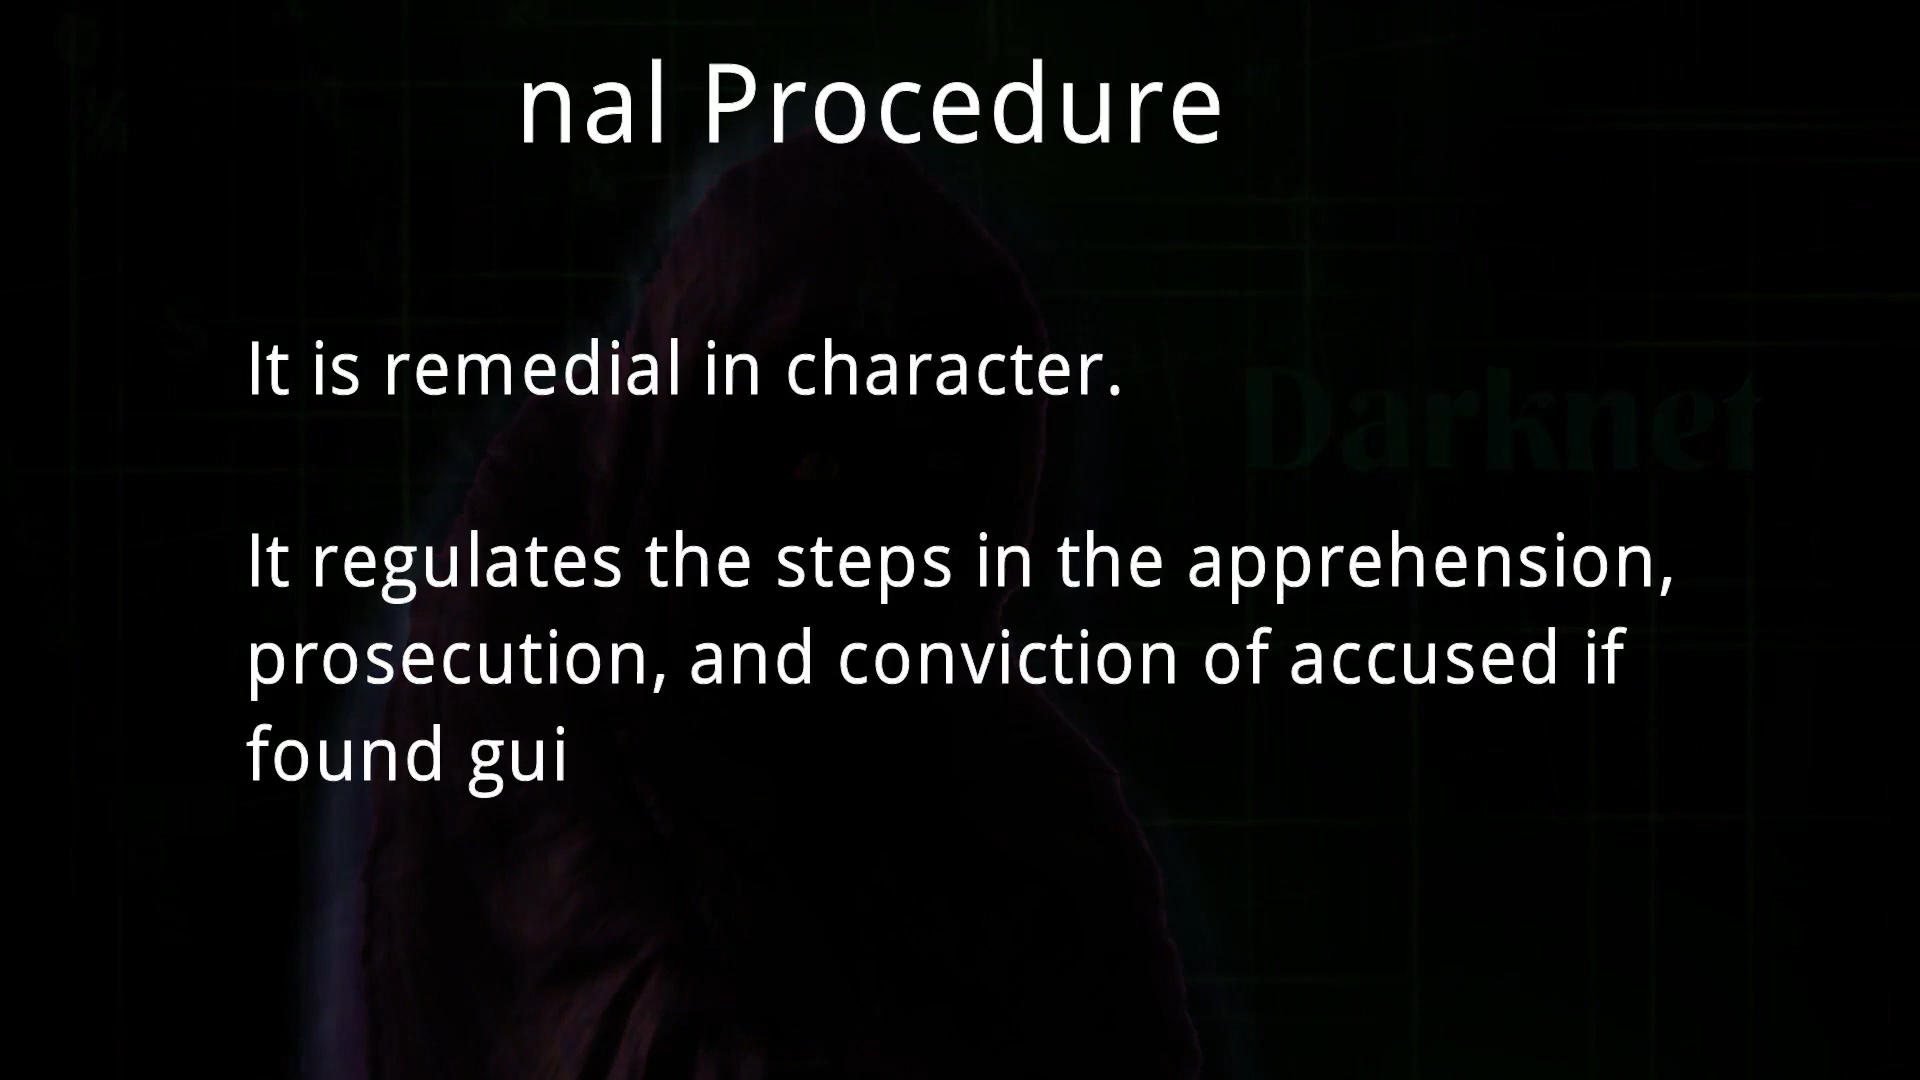 nal Procedure
It is remedial in character.
Darknet
It regulates the steps in the apprehension,
prosecution, and conviction of accused if
found gui